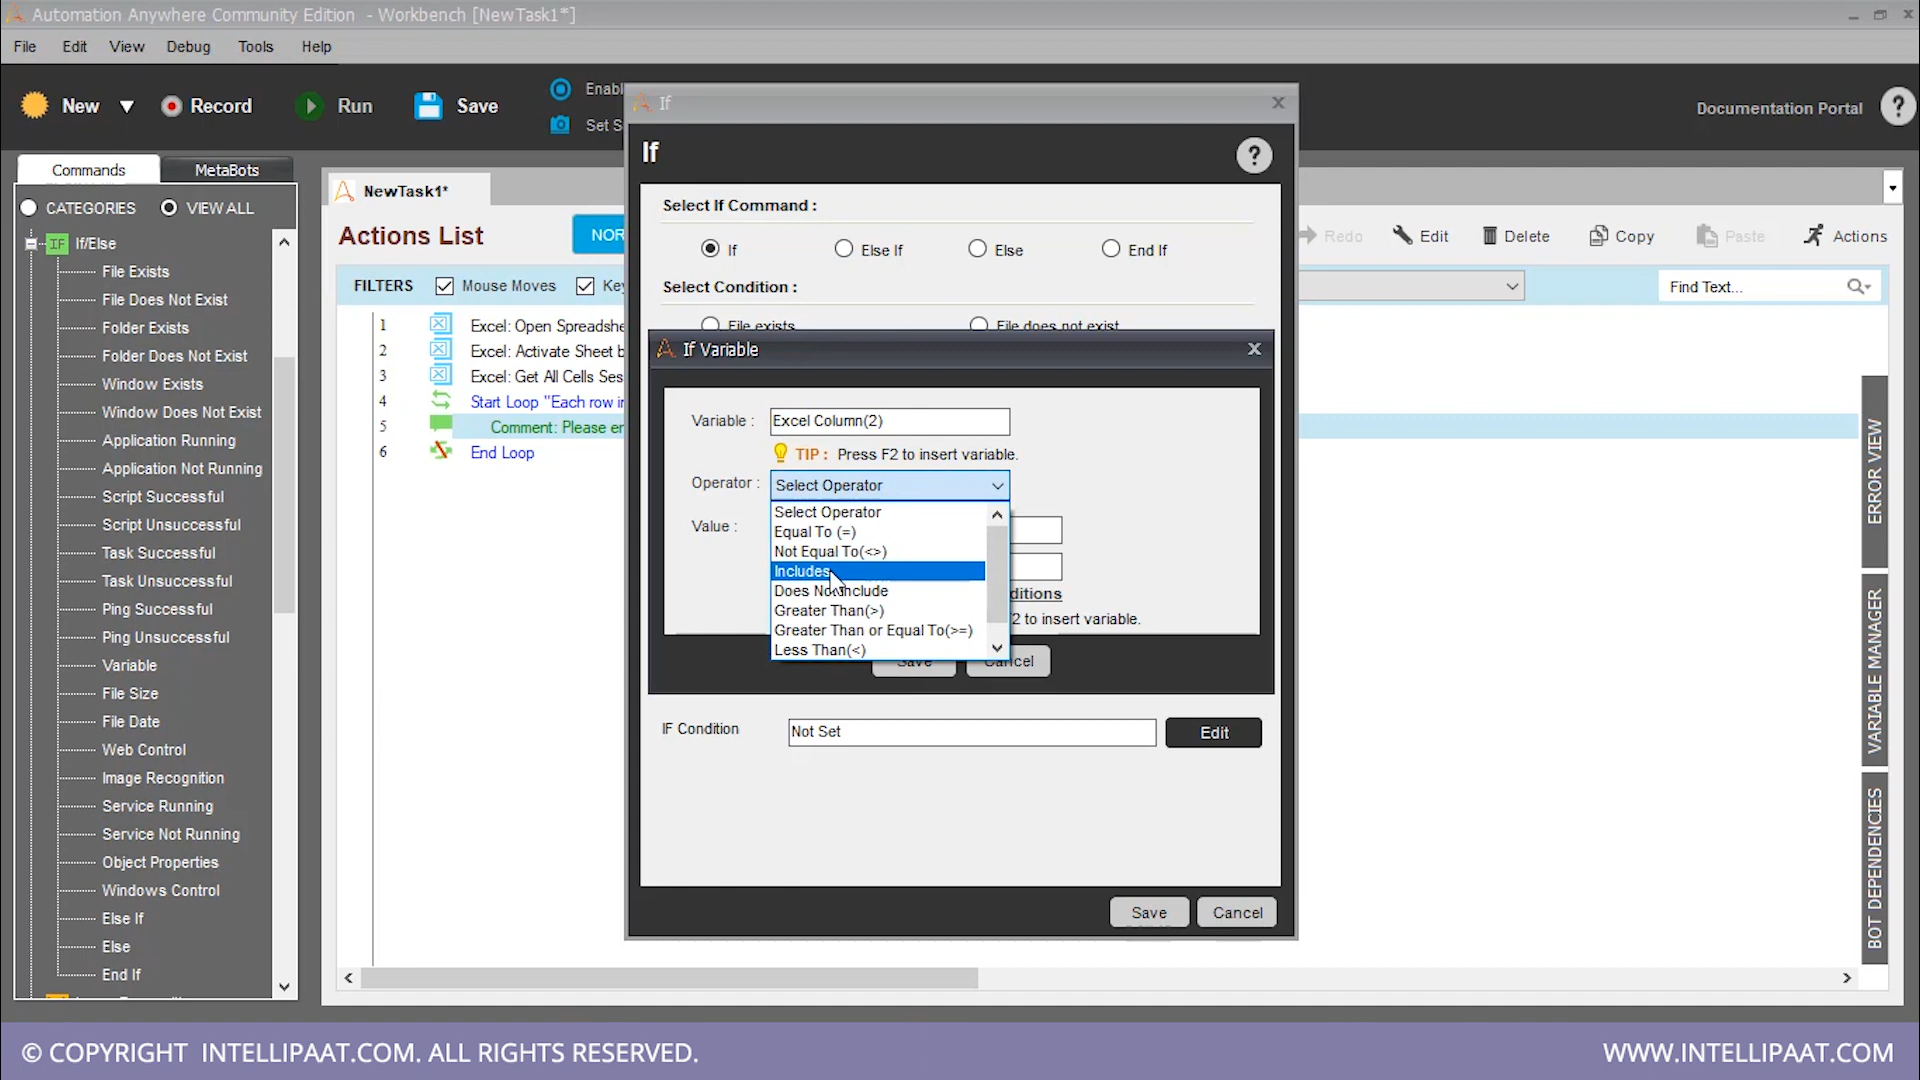 Automation Anywhere Community Edition - Workbench [NewTask1*]
File Edit View Debug Tools Help
New Record Run Save
Enabl
Set S
Documentation Portal ?
Commands MetaBots
CATEGORIES VIEW ALL
IF If/Else
File Exists
File Does Not Exist
Folder Exists
Folder Does Not Exist
Window Exists
Window Does Not Exist
Application Running
Application Not Running
Script Successful
Script Unsuccessful
Task Successful
Task Unsuccessful
Ping Successful
Ping Unsuccessful
Variable
File Size
File Date
Web Control
Image Recognition
Service Running
Service Not Running
Object Properties
Windows Control
Else If
Else
End If
NewTask1*
Actions List
NOR
Redo Edit Delete Copy Paste Actions
FILTERS Mouse Moves Key
Find Text...
1 Excel: Open Spreadshe
2 Excel: Activate Sheet b
3 Excel: Get All Cells Ses
4 Start Loop "Each row in
5 Comment: Please en
6 End Loop
If
If ?
Select If Command :
If Else If Else End If
Select Condition :
File exists File does not exist
If Variable
Variable : Excel Column(2)
TIP : Press F2 to insert variable.
Operator : Select Operator
Value :
Select Operator
Equal To (=)
Not Equal To(<>)
Includes
Does No Include
Greater Than(>)
Greater Than or Equal To(>=)
Less Than(<)
ditions
2 to insert variable.
Save Cancel
IF Condition Not Set Edit
Save Cancel
ERROR VIEW
VARIABLE MANAGER
BOT DEPENDENCIES
© COPYRIGHT INTELLIPAAT.COM. ALL RIGHTS RESERVED.
WWW.INTELLIPAAT.COM